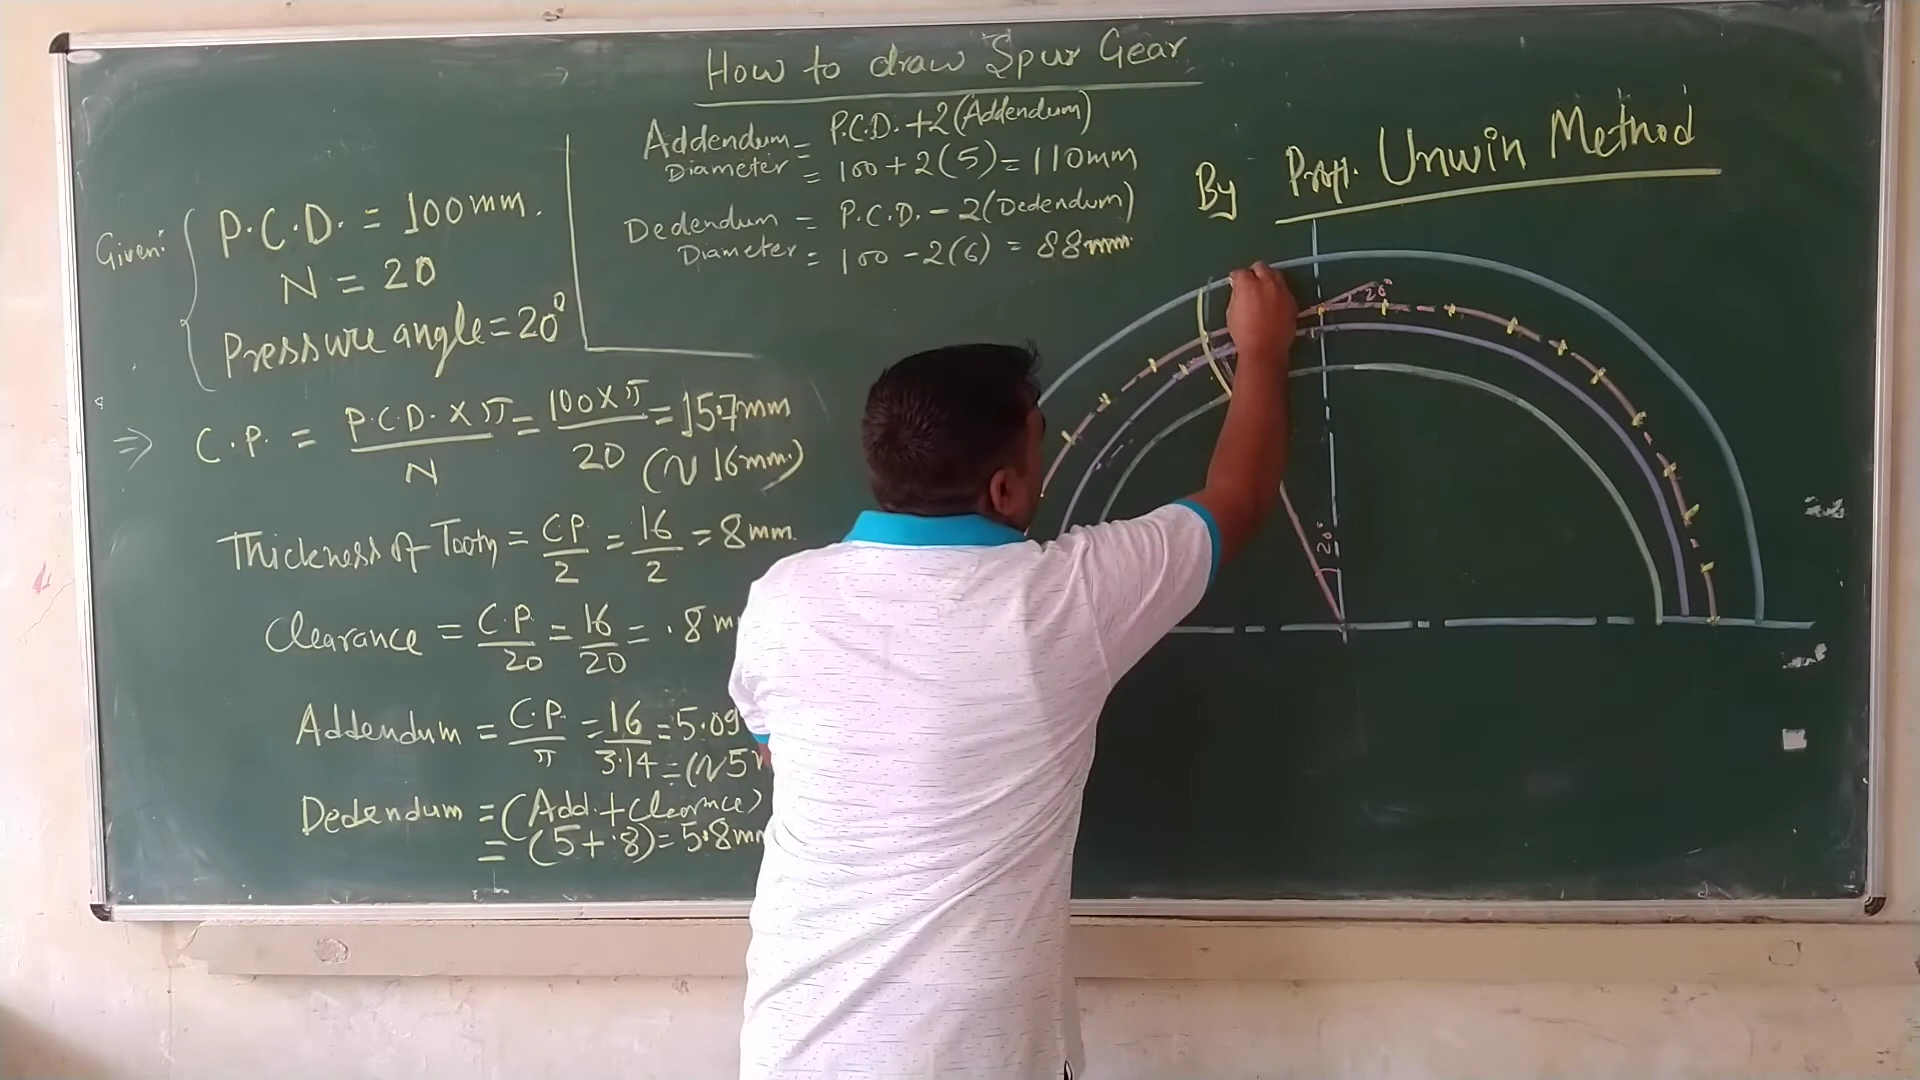 How to draw Spur Gear
Addendum = P.C.D. + 2 (Addendum)
Diameter = 100 + 2 (5) = 110mm
Dedendum = P.C.D. - 2 (Dedendum)
Diameter = 100 - 2 (6) = 88mm.
By Prof. Unwin Method
Given:
P.C.D. = 100mm.
N = 20
Pressure angle = 20°
⇒ C.P. = P.C.D. × π / N = 100 × π / 20 = 15.7mm
(~ 16mm.)
Thickness of Tooth = C.P. / 2 = 16 / 2 = 8mm.
Clearance = C.P. / 20 = 16 / 20 = .8 m
Addendum = C.P. / π = 16 / 3.14 = 5.09
= (~5
Dedendum = (Add. + Clearance)
= (5 + .8) = 5.8mm
20°
20°